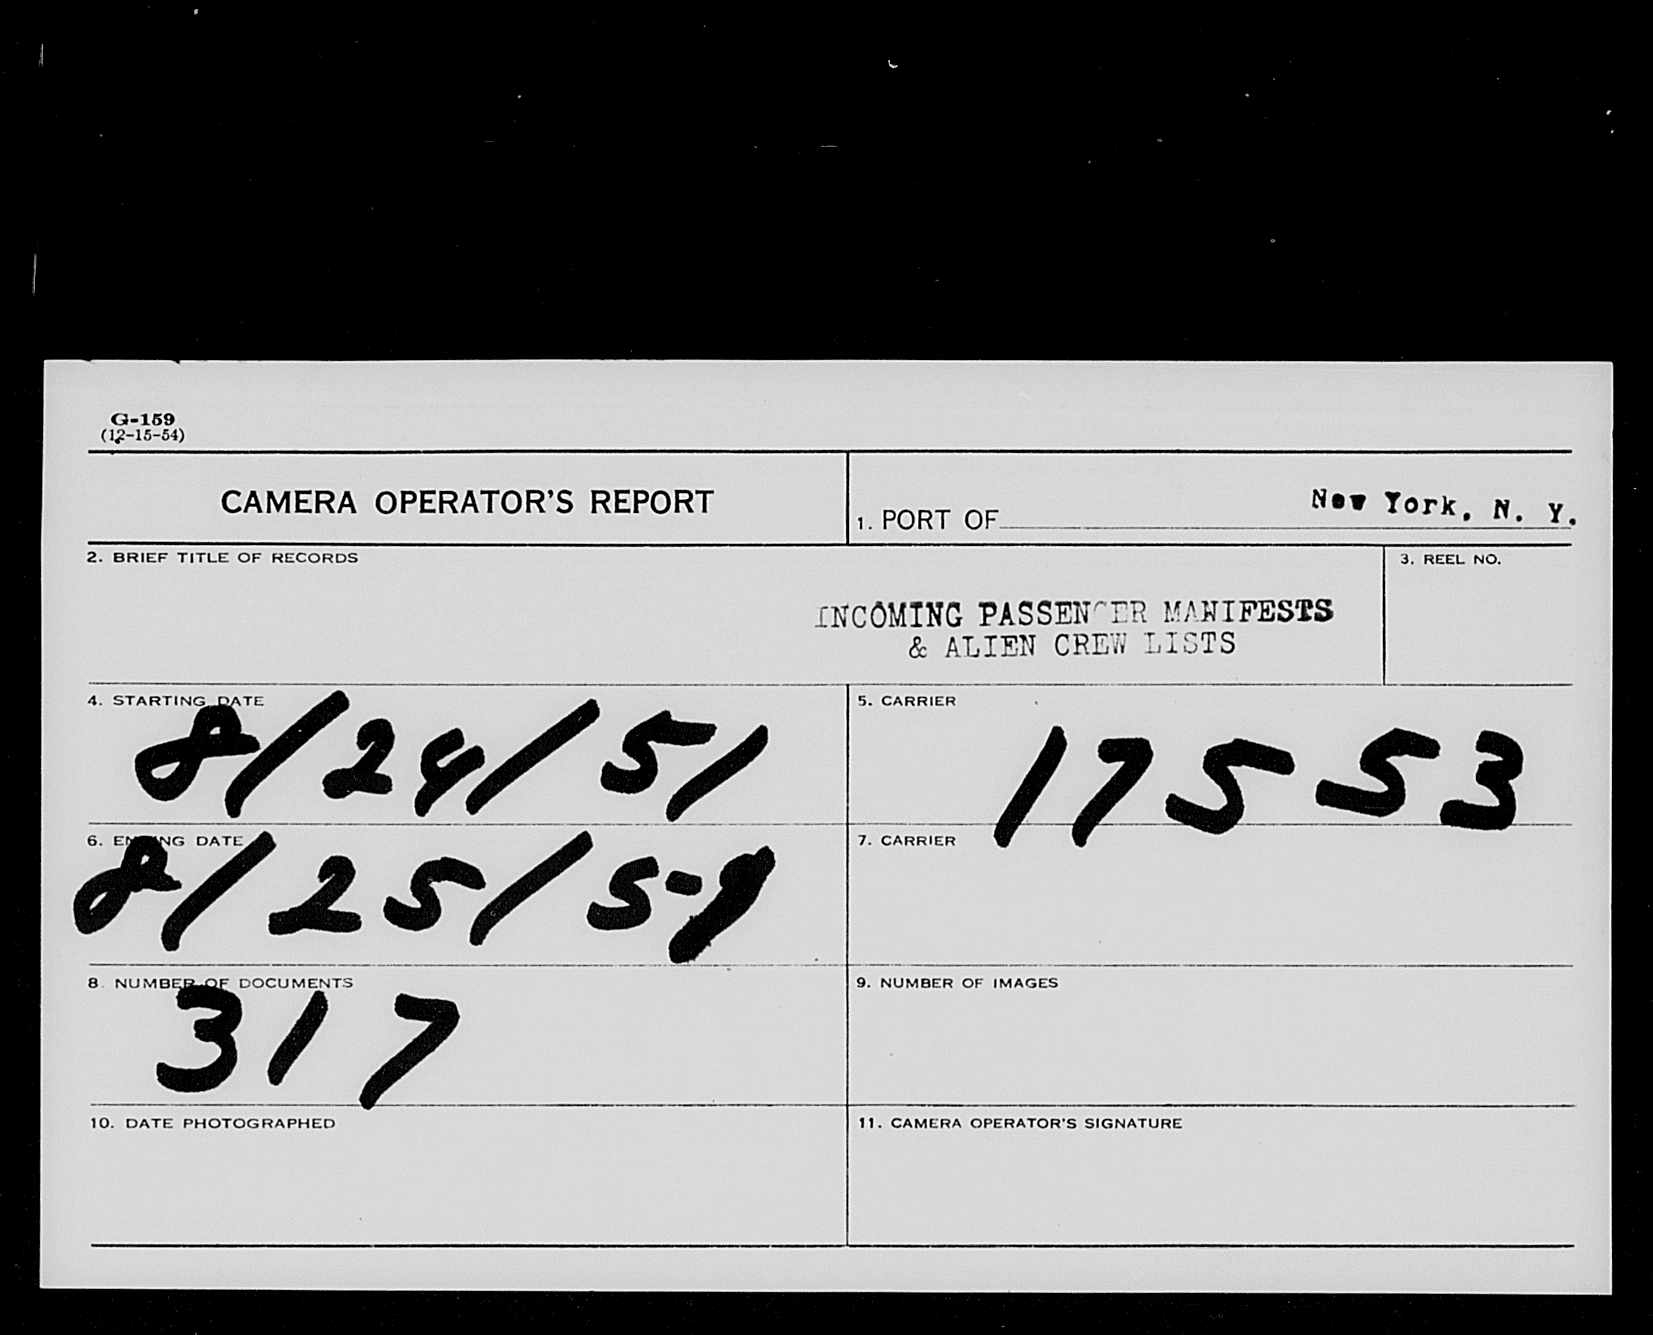 G-159
(12-15-54)
CAMERA OPERATOR'S REPORT
1. PORT OF New York, N. Y.
2. BRIEF TITLE OF RECORDS
3. REEL NO.
INCOMING PASSENGER MANIFESTS
& ALIEN CREW LISTS
4. STARTING DATE
8/24/51
5. CARRIER
17553
6. ENDING DATE
8/25/51
7. CARRIER
8. NUMBER OF DOCUMENTS
317
9. NUMBER OF IMAGES
10. DATE PHOTOGRAPHED
11. CAMERA OPERATOR'S SIGNATURE